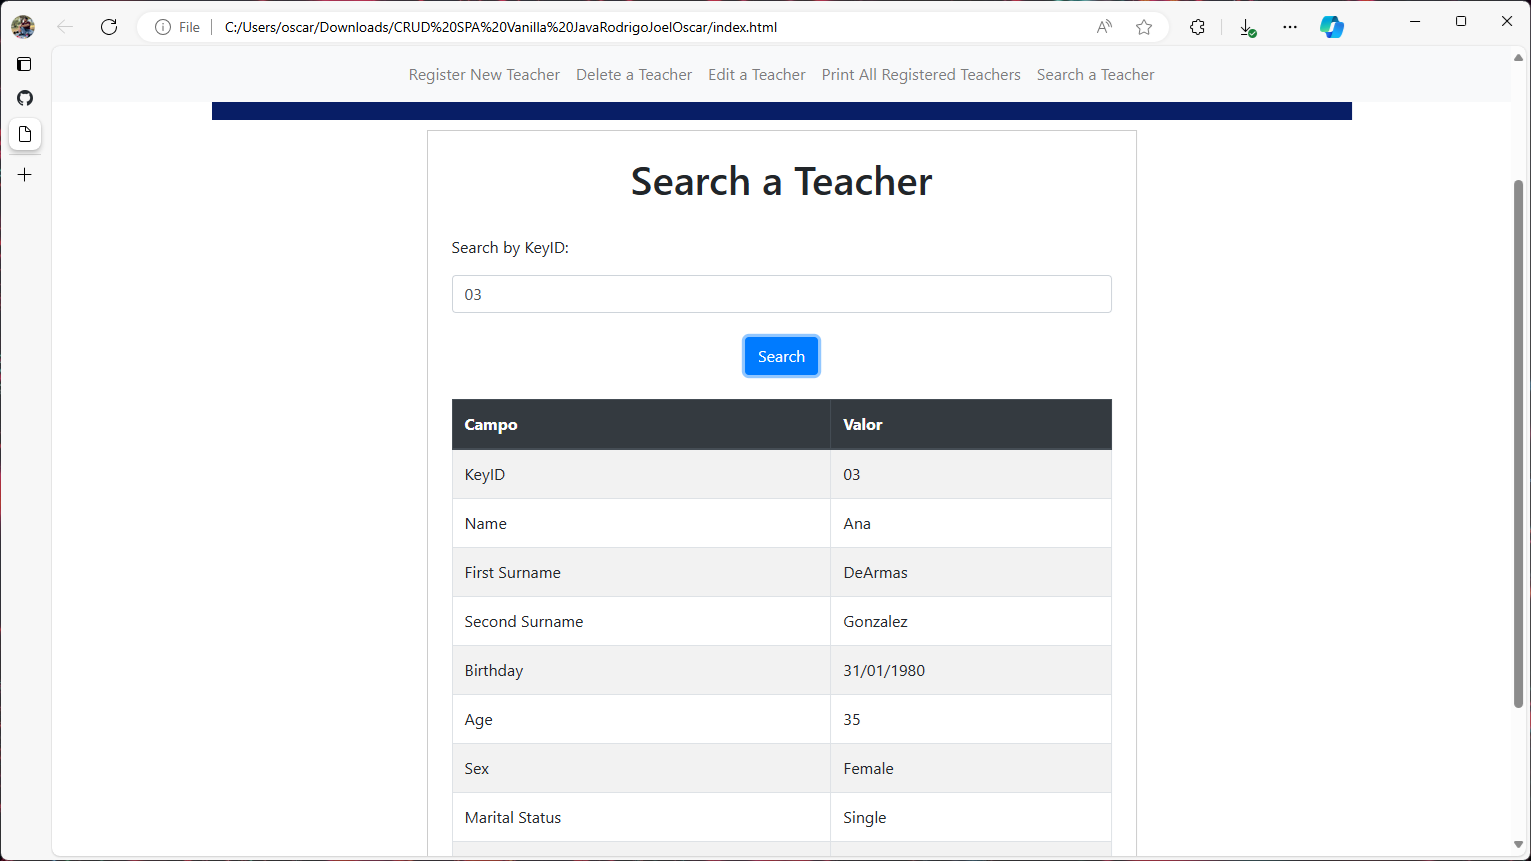 File C:/Users/oscar/Downloads/CRUD%20SPA%20Vanilla%20JavaRodrigoJoelOscar/index.html
Register New Teacher Delete a Teacher Edit a Teacher Print All Registered Teachers Search a Teacher
Search a Teacher
Search by KeyID:
03
Search
Campo Valor
KeyID 03
Name Ana
First Surname DeArmas
Second Surname Gonzalez
Birthday 31/01/1980
Age 35
Sex Female
Marital Status Single